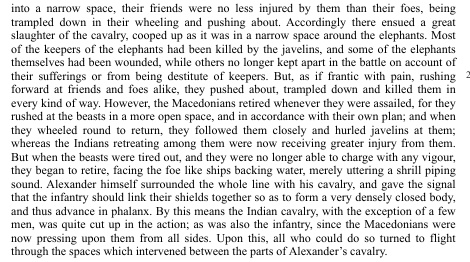 into a narrow space, their friends were no less injured by them than their foes, being
trampled down in their wheeling and pushing about. Accordingly there ensued a great
slaughter of the cavalry, cooped up as it was in a narrow space around the elephants. Most
of the keepers of the elephants had been killed by the javelins, and some of the elephants
themselves had been wounded, while others no longer kept apart in the battle on account of
their sufferings or from being destitute of keepers. But, as if frantic with pain, rushing
2
forward at friends and foes alike, they pushed about, trampled down and killed them in
every kind of way. However, the Macedonians retired whenever they were assailed, for they
rushed at the beasts in a more open space, and in accordance with their own plan; and when
they wheeled round to return, they followed them closely and hurled javelins at them;
whereas the Indians retreating among them were now receiving greater injury from them.
But when the beasts were tired out, and they were no longer able to charge with any vigour,
they began to retire, facing the foe like ships backing water, merely uttering a shrill piping
sound. Alexander himself surrounded the whole line with his cavalry, and gave the signal
that the infantry should link their shields together so as to form a very densely closed body,
and thus advance in phalanx. By this means the Indian cavalry, with the exception of a few
men, was quite cut up in the action; as was also the infantry, since the Macedonians were
now pressing upon them from all sides. Upon this, all who could do so turned to flight
through the spaces which intervened between the parts of Alexander's cavalry.